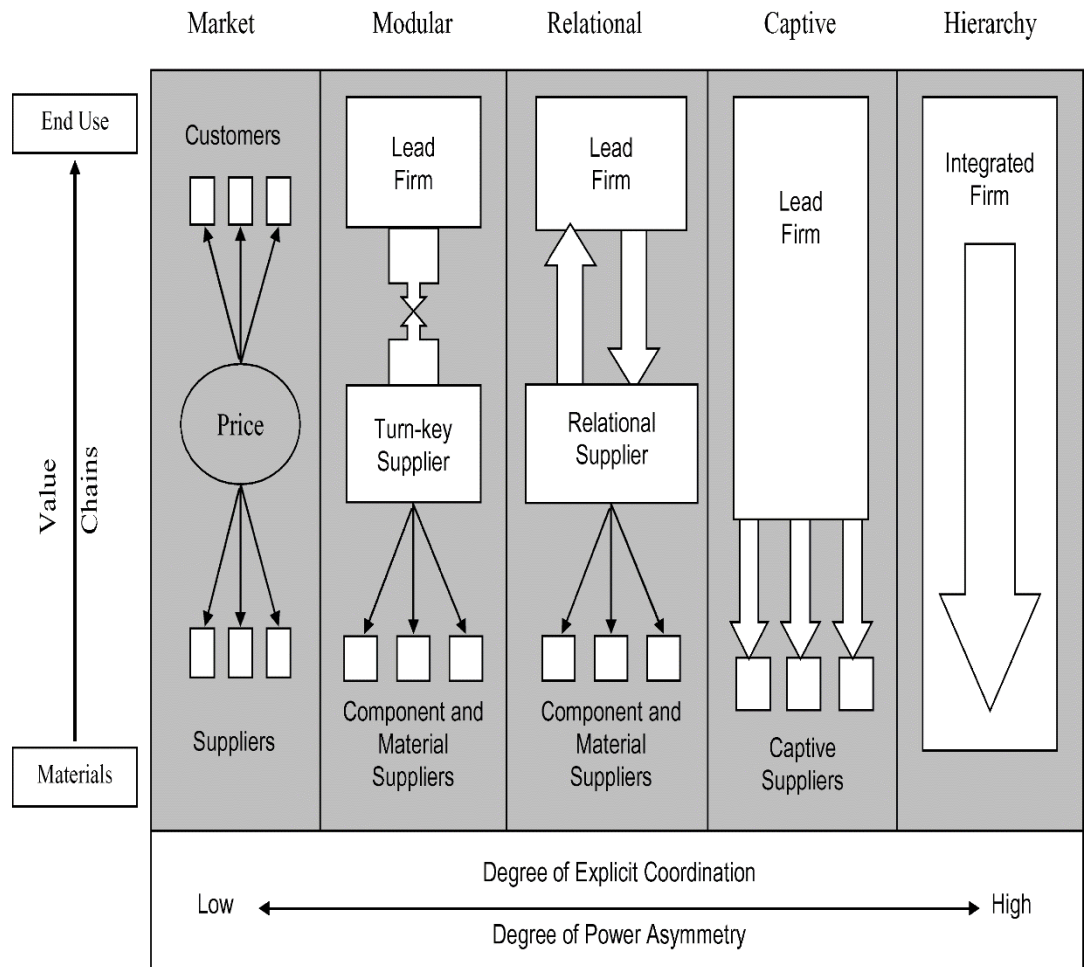 Market
Modular
Relational
Captive
Hierarchy
End Use
Value
Chains
Materials
Customers
Price
Suppliers
Lead
Firm
Turn-key
Supplier
Component and
Material
Suppliers
Lead
Firm
Relational
Supplier
Component and
Material
Suppliers
Lead
Firm
Captive
Suppliers
Integrated
Firm
Degree of Explicit Coordination
Low
High
Degree of Power Asymmetry